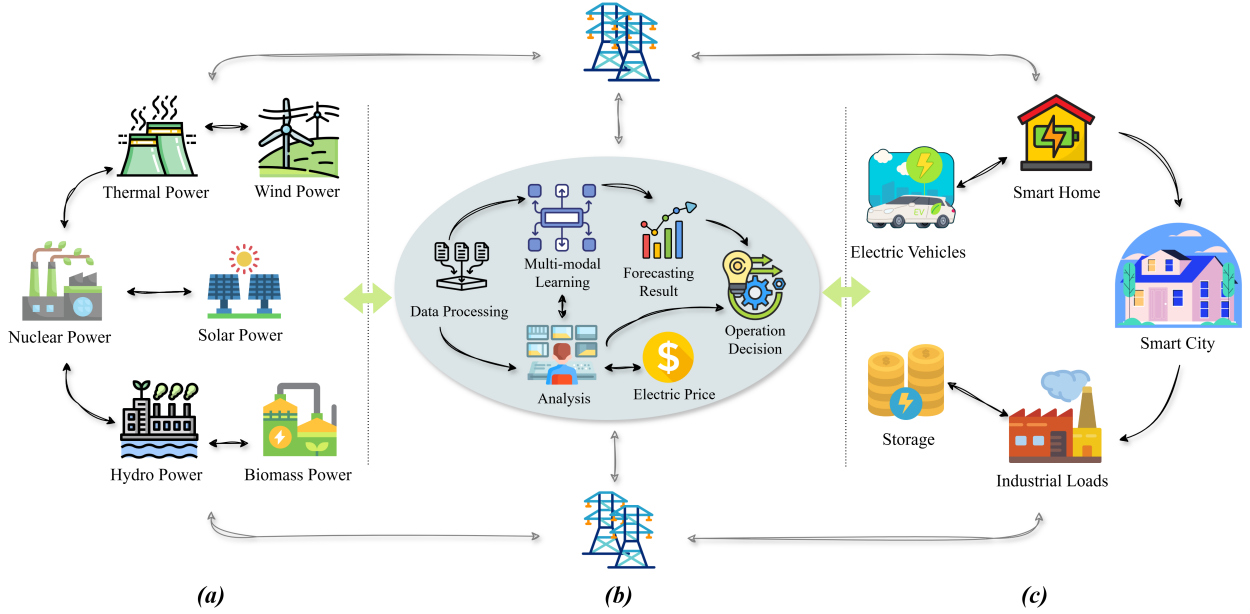 Thermal Power
Wind Power
Nuclear Power
Solar Power
Hydro Power
Biomass Power
(a)
Data Processing
Multi-modal
Learning
Forecasting
Result
Operation
Decision
Analysis
$
Electric Price
(b)
Smart Home
EV
Electric Vehicles
Smart City
Storage
Industrial Loads
(c)